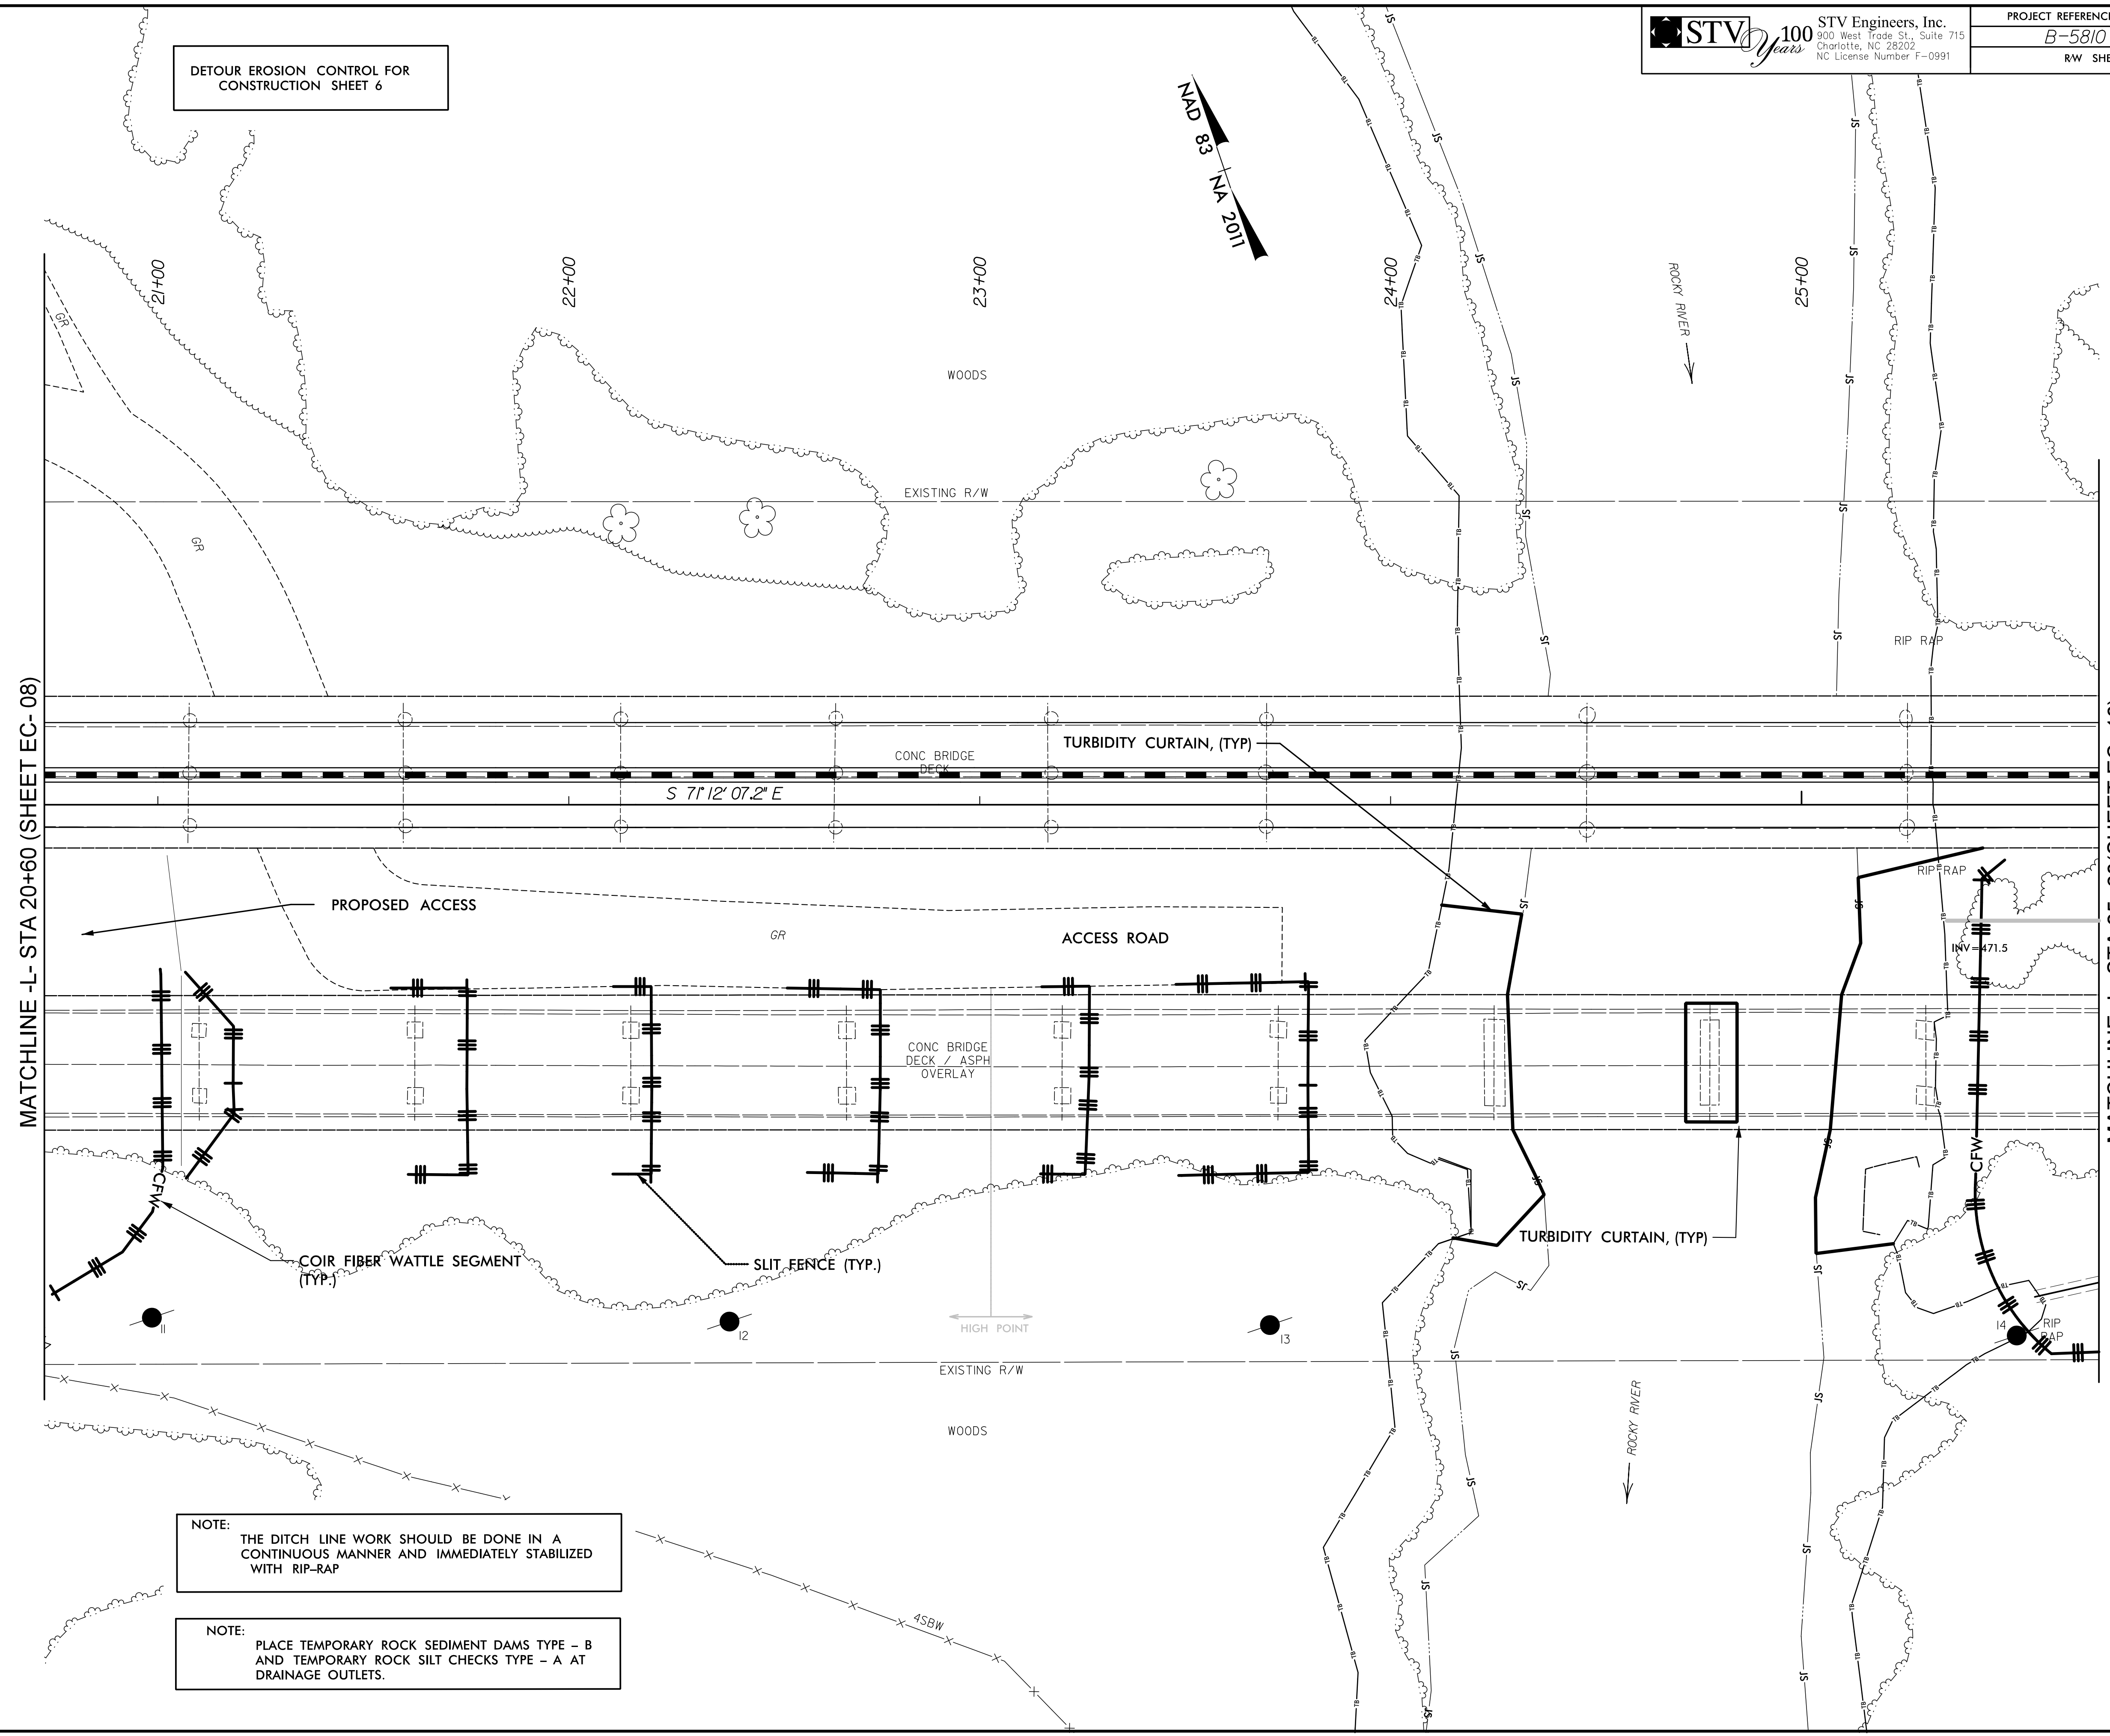 STV
100
Years
STV Engineers, Inc.
900 West Trade St., Suite 715
Charlotte, NC 28202
NC License Number F-0991
PROJECT REFERENC
B-5810
R/W SHE
DETOUR EROSION CONTROL FOR
CONSTRUCTION SHEET 6
NAD 83 NA 2011
21+00
22+00
23+00
24+00
25+00
ROCKY RIVER
GR
WOODS
EXISTING R/W
GR
RIP RAP
MATCHLINE -L- STA 20+60 (SHEET EC- 08)
TURBIDITY CURTAIN, (TYP)
CONC BRIDGE
DECK
S 71° 12' 07.2" E
PROPOSED ACCESS
GR
ACCESS ROAD
RIP RAP
INV=471.5
CONC BRIDGE
DECK / ASPH
OVERLAY
CFW
CFW
COIR FIBER WATTLE SEGMENT
(TYP.)
SLIT FENCE (TYP.)
TURBIDITY CURTAIN, (TYP)
HIGH POINT
11
12
13
14
RIP
RAP
EXISTING R/W
WOODS
ROCKY RIVER
NOTE:
THE DITCH LINE WORK SHOULD BE DONE IN A
CONTINUOUS MANNER AND IMMEDIATELY STABILIZED
WITH RIP-RAP
4SBW
NOTE:
PLACE TEMPORARY ROCK SEDIMENT DAMS TYPE - B
AND TEMPORARY ROCK SILT CHECKS TYPE - A AT
DRAINAGE OUTLETS.
TB
JS